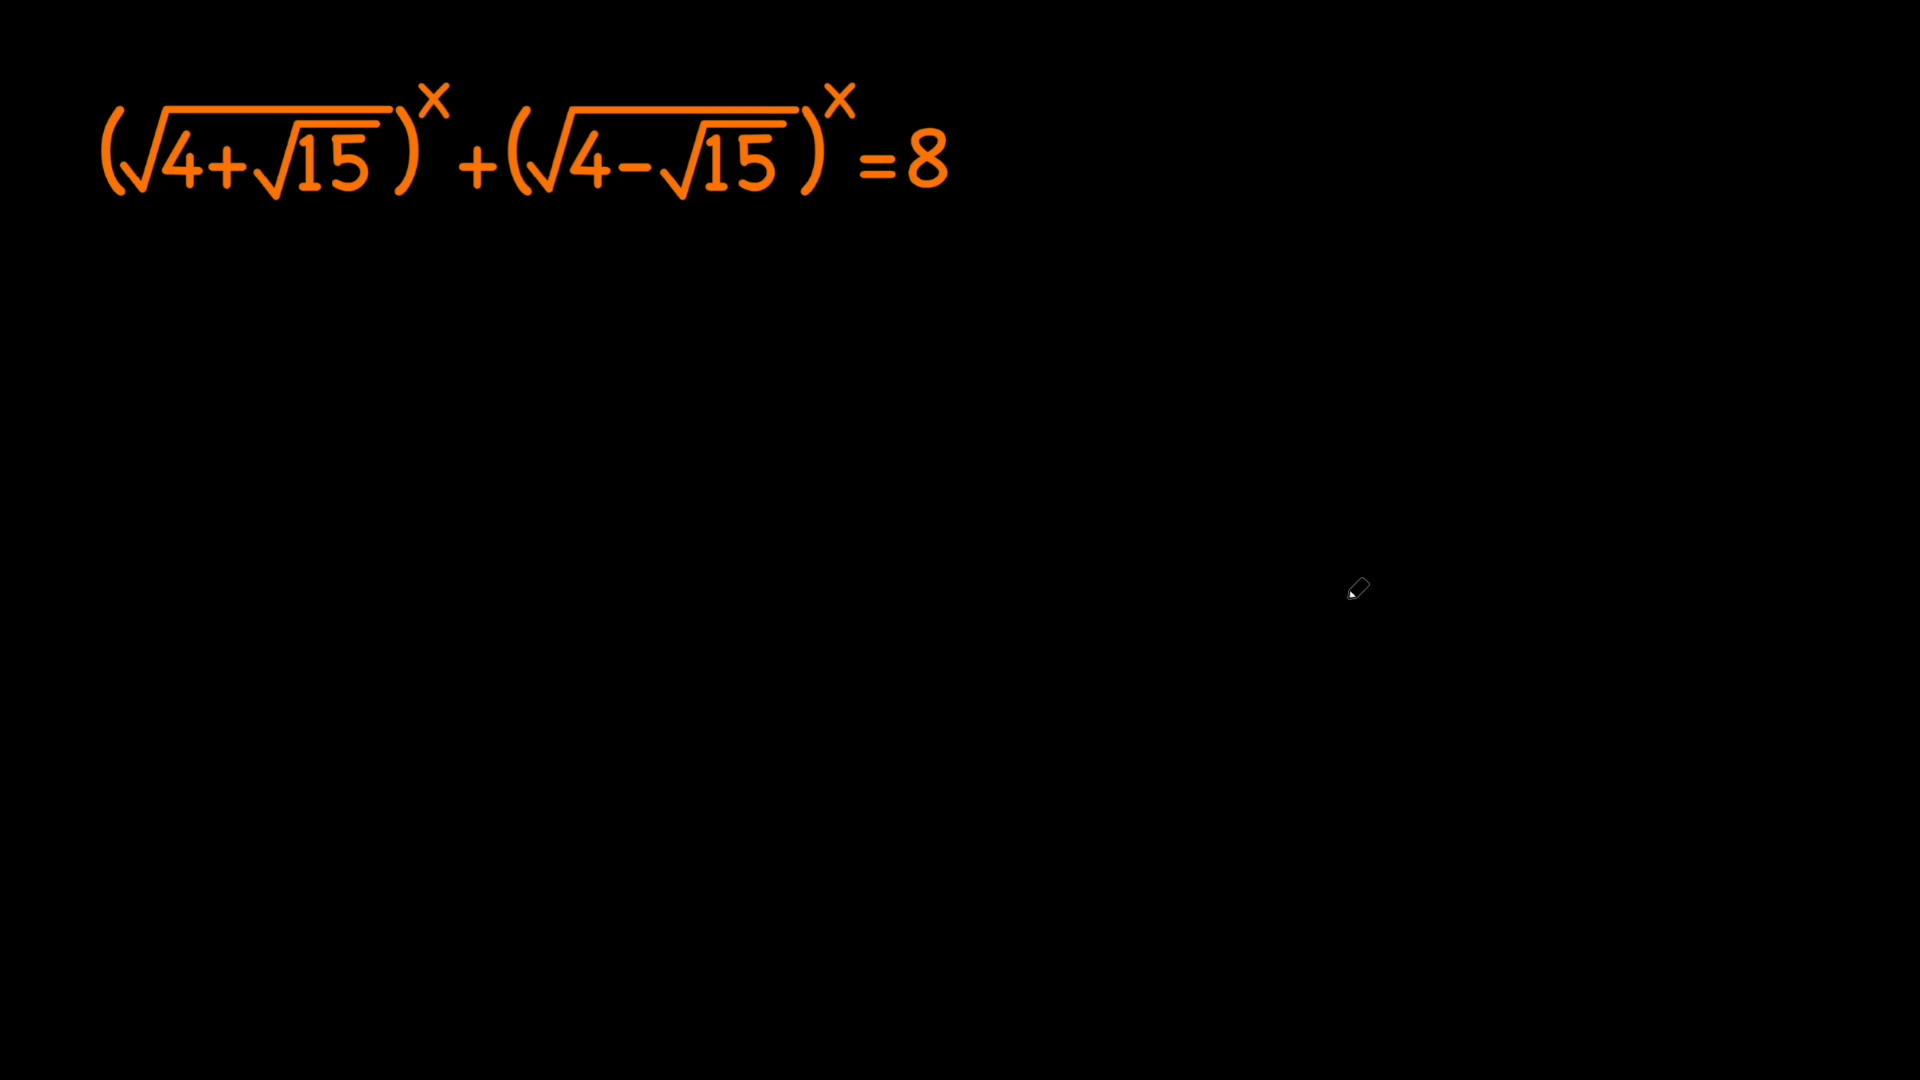 (√(4+√15))^x + (√(4-√15))^x = 8